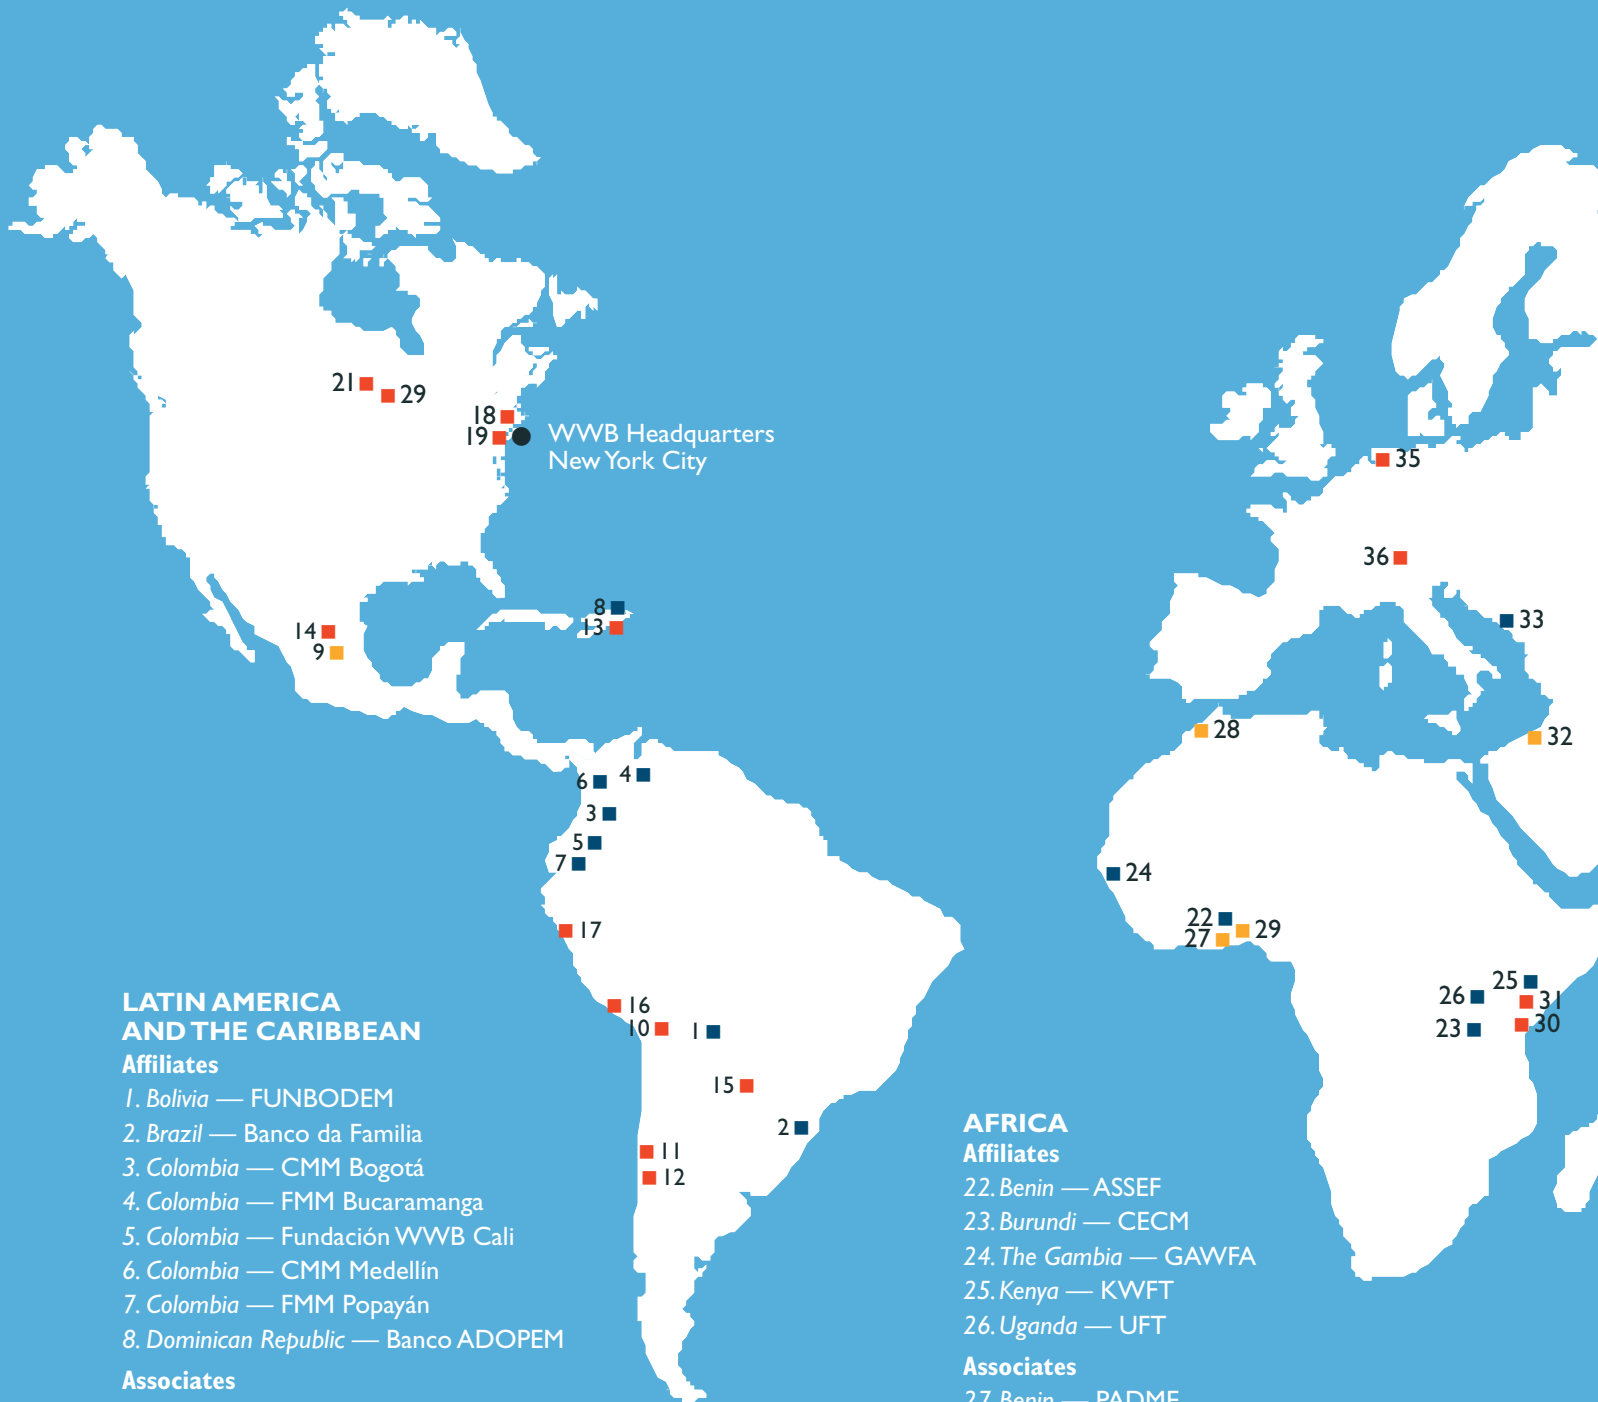 21
29
18
19
WWB Headquarters
New York City
35
36
8
13
33
14
9
28
32
6
4
3
5
7
24
22
27
29
17
25
26
31
23
30
16
10
1
15
2
11
12
LATIN AMERICA
AND THE CARIBBEAN
Affiliates
1. Bolivia — FUNBODEM
2. Brazil — Banco da Familia
3. Colombia — CMM Bogotá
4. Colombia — FMM Bucaramanga
5. Colombia — Fundación WWB Cali
6. Colombia — CMM Medellín
7. Colombia — FMM Popayán
8. Dominican Republic — Banco ADOPEM
Associates
AFRICA
Affiliates
22. Benin — ASSEF
23. Burundi — CECM
24. The Gambia — GAWFA
25. Kenya — KWFT
26. Uganda — UFT
Associates
27. Benin — PADME